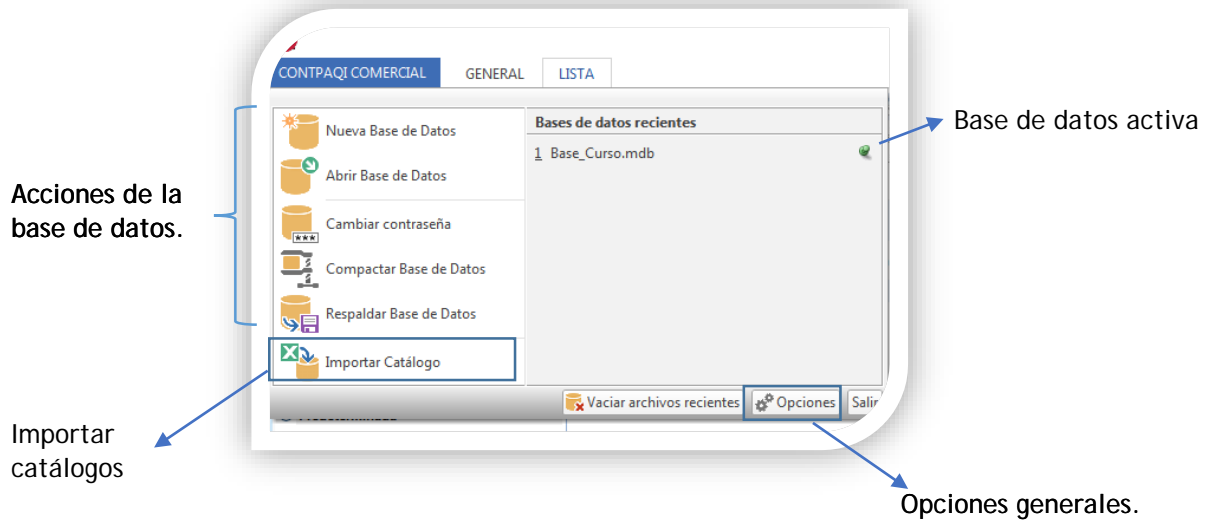 CONTPAQI COMERCIAL GENERAL LISTA
Nueva Base de Datos
Abrir Base de Datos
Cambiar contraseña
Compactar Base de Datos
Respaldar Base de Datos
Importar Catálogo
Bases de datos recientes
1 Base_Curso.mdb
Vaciar archivos recientes Opciones Salir
Base de datos activa
Acciones de la
base de datos.
Importar
catálogos
Opciones generales.